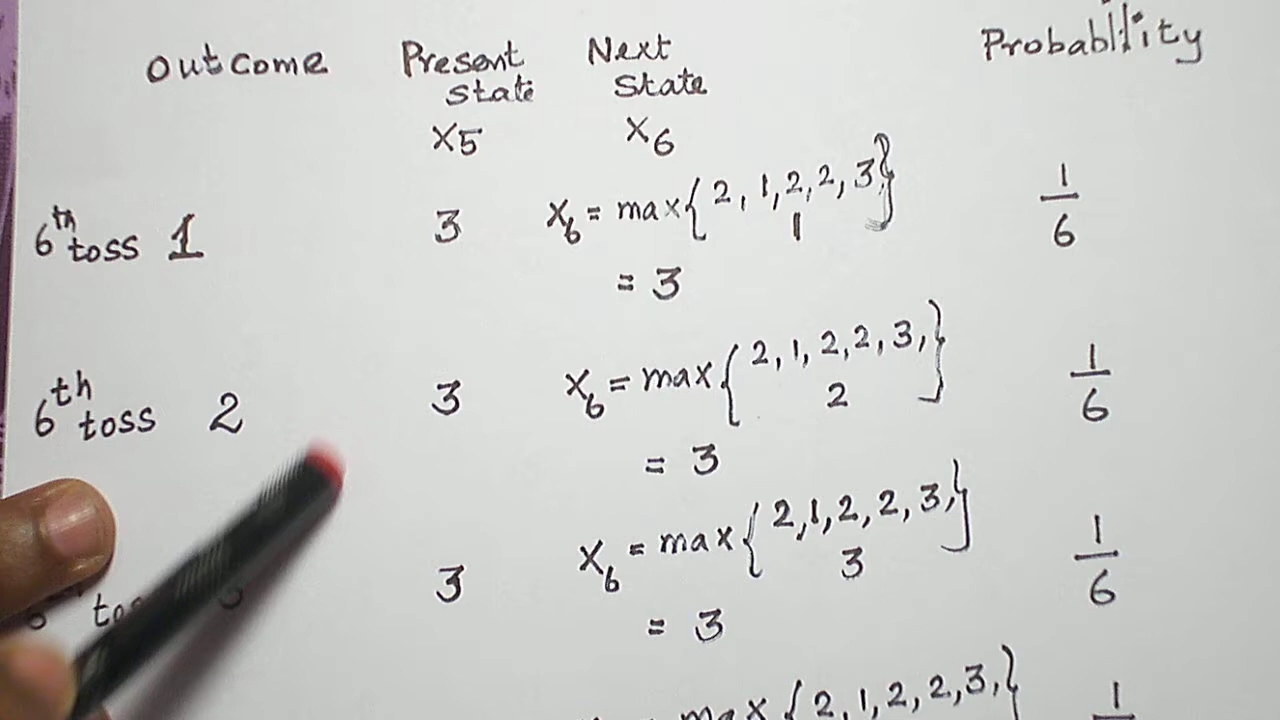 Outcome Present Next Probability
state State
X5 X6
6th toss 1 3 X6 = max{2, 1, 2, 2, 3, 1/6
1}
= 3
6th toss 2 3 X6 = max{2, 1, 2, 2, 3, 1/6
2}
= 3
3 X6 = max{2, 1, 2, 2, 3, 1/6
3}
= 3
max{2, 1, 2, 2, 3,} 1